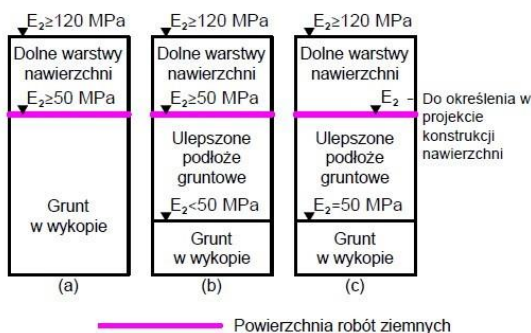 E₂≥120 MPa
Dolne warstwy
nawierzchni
E₂≥50 MPa
Grunt
w wykopie
(a)
E₂≥120 MPa
Dolne warstwy
nawierzchni
E₂≥50 MPa
Ulepszone
podłoże
gruntowe
E₂<50 MPa
Grunt
w wykopie
(b)
E₂≥120 MPa
Dolne warstwy
nawierzchni
E₂ - Do określenia w
projekcie
konstrukcji
nawierzchni
Ulepszone
podłoże
gruntowe
E₂=50 MPa
Grunt
w wykopie
(c)
Powierzchnia robót ziemnych